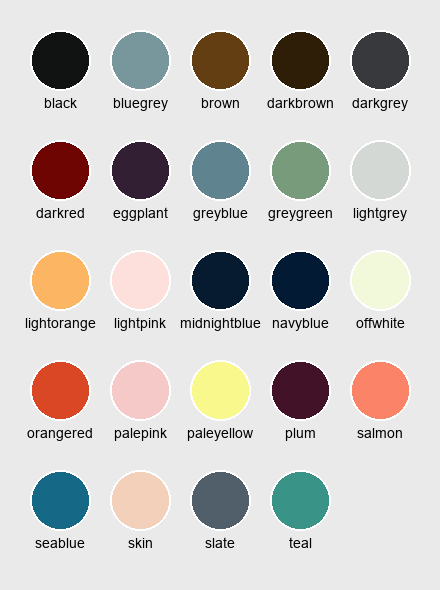 black bluegrey brown darkbrown darkgrey
darkred eggplant greyblue greygreen lightgrey
lightorange lightpink midnightblue navyblue offwhite
orangered palepink paleyellow plum salmon
seablue skin slate teal